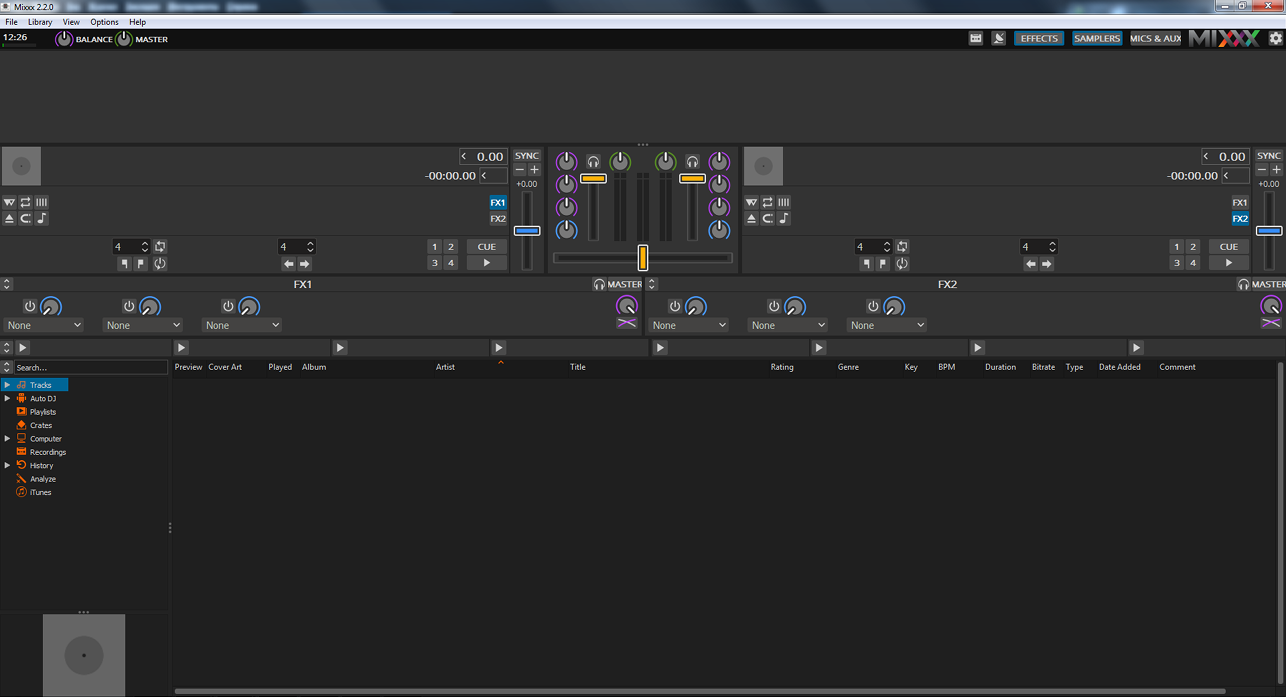 Mixxx 2.2.0
File Library View Options Help
12:26 BALANCE MASTER EFFECTS SAMPLERS MICS & AUX MIXXX
0.00 SYNC 0.00 SYNC
-00:00.00 -00:00.00
+0.00 +0.00
FX1 FX1
FX2 FX2
4 4 1 2 CUE 4 4 1 2 CUE
3 4 3 4
FX1 MASTER FX2 MASTER
None None None None None None
Search... Preview Cover Art Played Album Artist Title Rating Genre Key BPM Duration Bitrate Type Date Added Comment
Tracks
Auto DJ
Playlists
Crates
Computer
Recordings
History
Analyze
iTunes